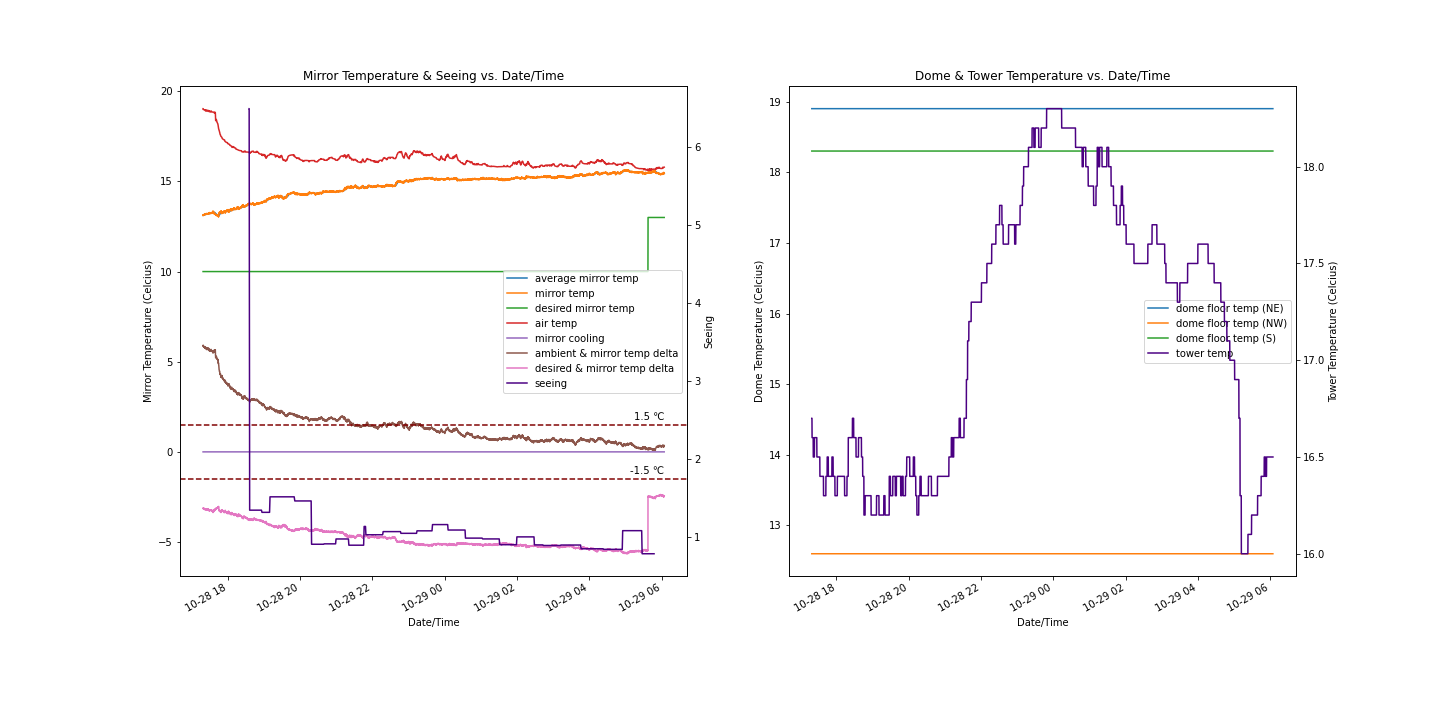 Mirror Temperature & Seeing vs. Date/Time
20
15
10
5
0
−5
Mirror Temperature (Celcius)
6
5
4
3
2
1
Seeing
average mirror temp
mirror temp
desired mirror temp
air temp
mirror cooling
ambient & mirror temp delta
desired & mirror temp delta
seeing
1.5 ℃
-1.5 ℃
10-28 18
10-28 20
10-28 22
10-29 00
10-29 02
10-29 04
10-29 06
Date/Time
Dome & Tower Temperature vs. Date/Time
19
18
17
16
15
14
13
Dome Temperature (Celcius)
18.0
17.5
17.0
16.5
16.0
Tower Temperature (Celcius)
dome floor temp (NE)
dome floor temp (NW)
dome floor temp (S)
tower temp
10-28 18
10-28 20
10-28 22
10-29 00
10-29 02
10-29 04
10-29 06
Date/Time